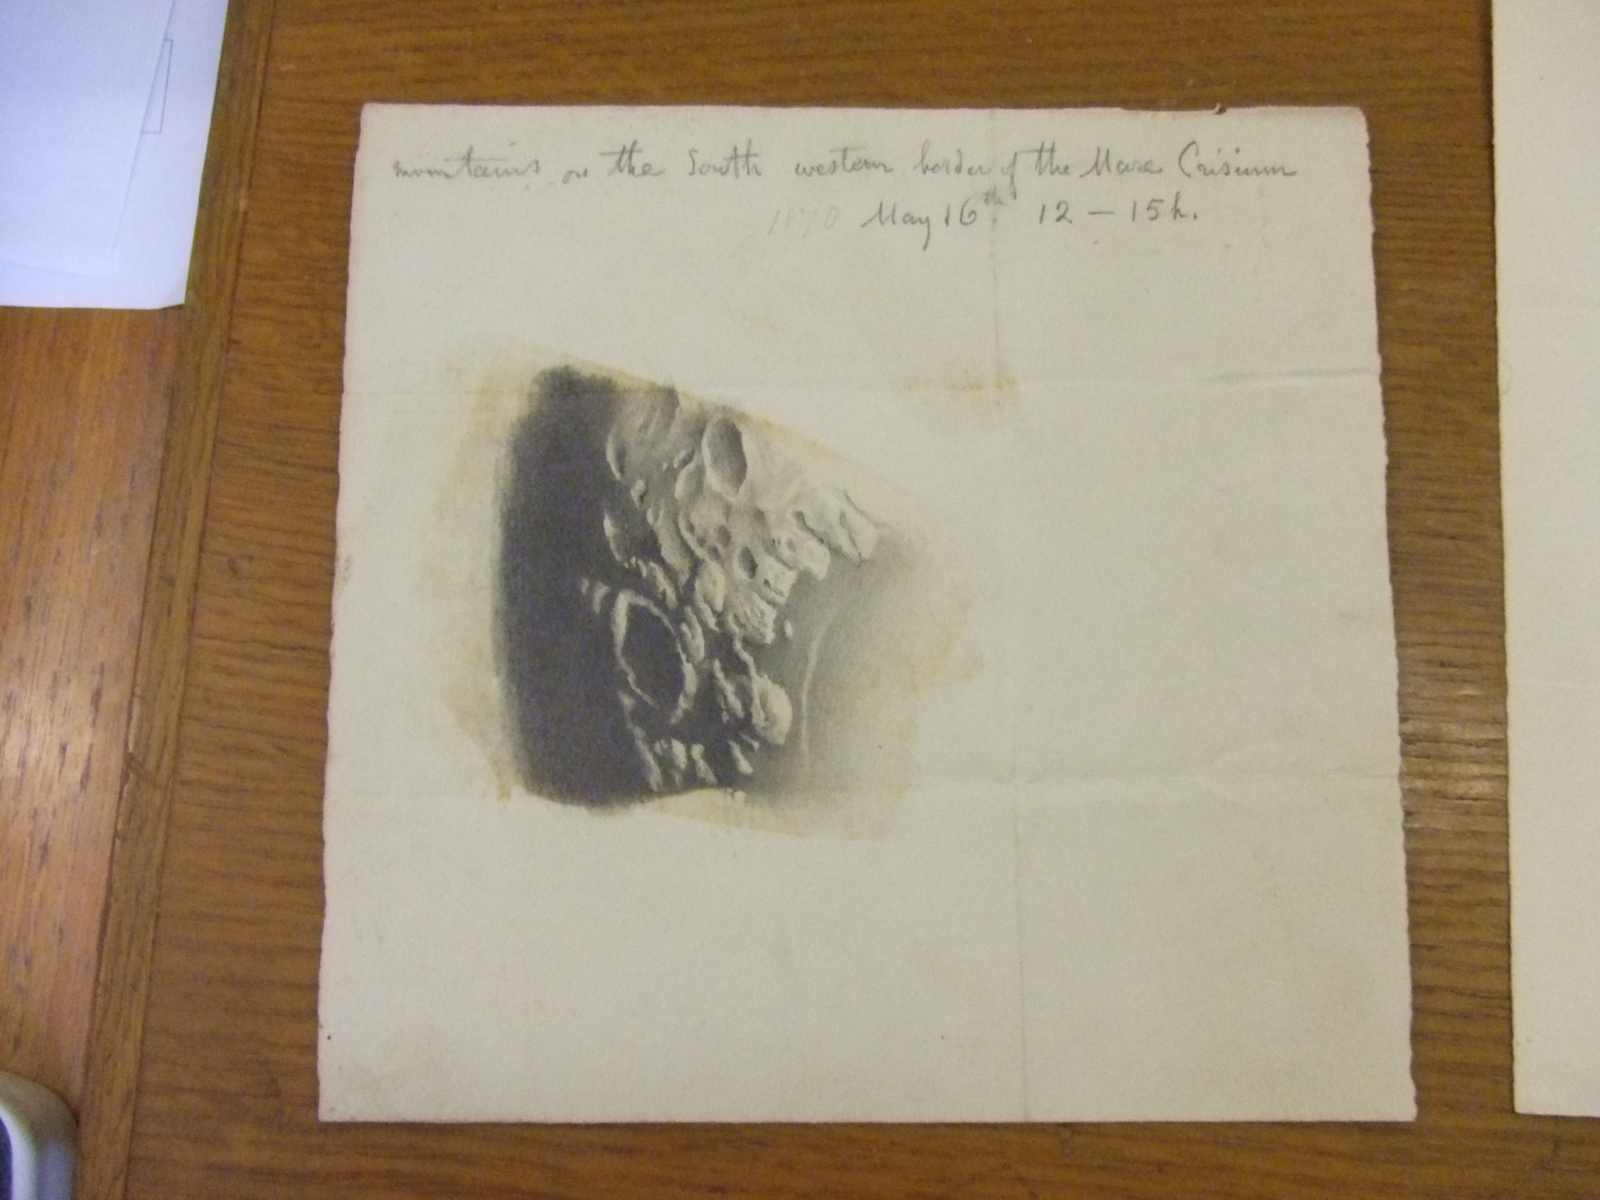 mountains on the South western border of the Mare Crisium
1870 May 16th. 12 — 15h.